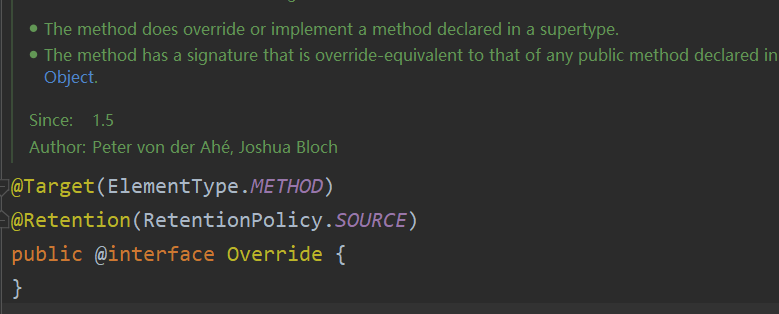 • The method does override or implement a method declared in a supertype.
• The method has a signature that is override-equivalent to that of any public method declared in
Object.
Since: 1.5
Author: Peter von der Ahé, Joshua Bloch
@Target(ElementType.METHOD)
@Retention(RetentionPolicy.SOURCE)
public @interface Override {
}